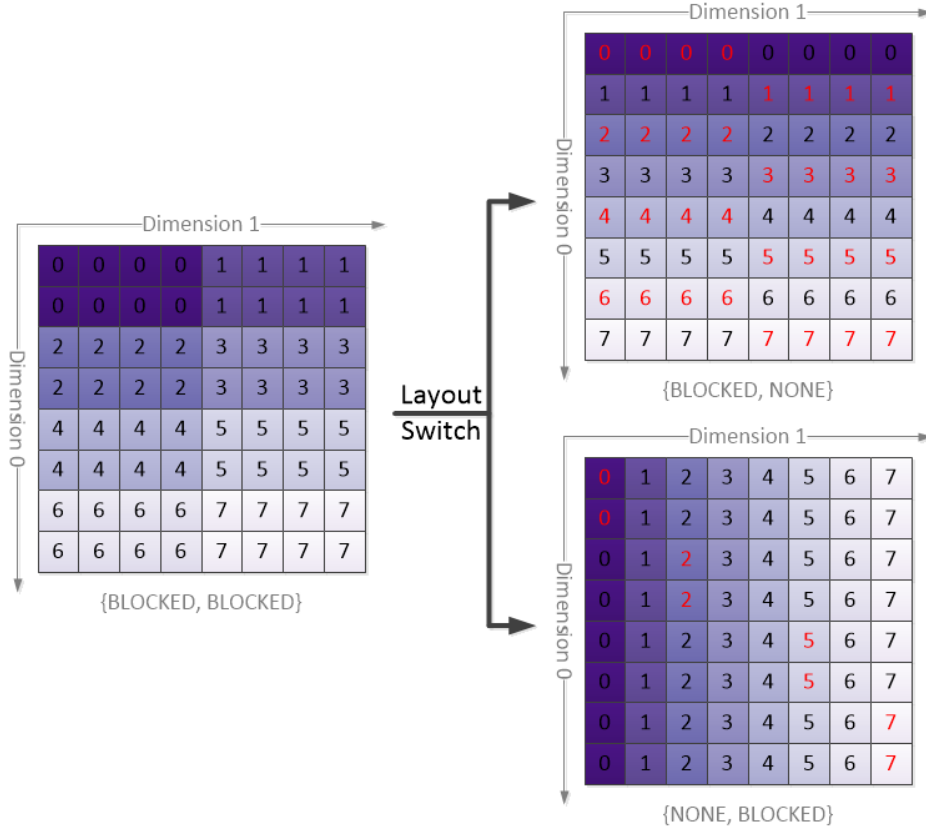 Dimension 1
Dimension 0
0 0 0 0 1 1 1 1
0 0 0 0 1 1 1 1
2 2 2 2 3 3 3 3
2 2 2 2 3 3 3 3
4 4 4 4 5 5 5 5
4 4 4 4 5 5 5 5
6 6 6 6 7 7 7 7
6 6 6 6 7 7 7 7
{BLOCKED, BLOCKED}
Layout
Switch
Dimension 1
Dimension 0
0 0 0 0 0 0 0 0
1 1 1 1 1 1 1 1
2 2 2 2 2 2 2 2
3 3 3 3 3 3 3 3
4 4 4 4 4 4 4 4
5 5 5 5 5 5 5 5
6 6 6 6 6 6 6 6
7 7 7 7 7 7 7 7
{BLOCKED, NONE}
Dimension 1
Dimension 0
0 1 2 3 4 5 6 7
0 1 2 3 4 5 6 7
0 1 2 3 4 5 6 7
0 1 2 3 4 5 6 7
0 1 2 3 4 5 6 7
0 1 2 3 4 5 6 7
0 1 2 3 4 5 6 7
0 1 2 3 4 5 6 7
{NONE, BLOCKED}